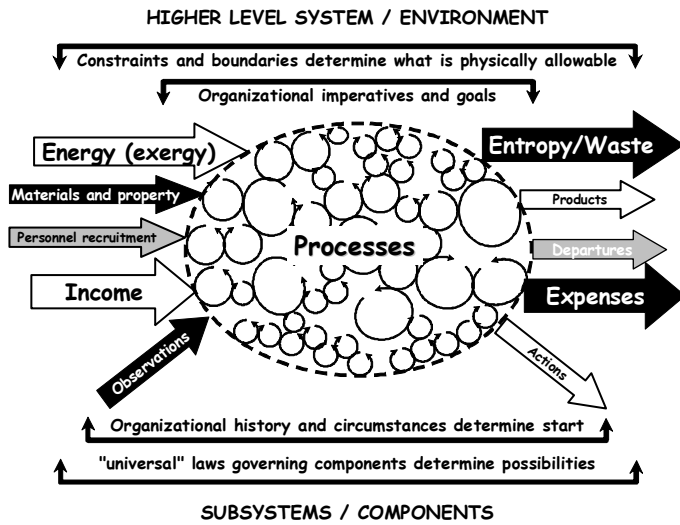 HIGHER LEVEL SYSTEM / ENVIRONMENT
Constraints and boundaries determine what is physically allowable
Organizational imperatives and goals
Energy (exergy)
Entropy/Waste
Materials and property
Products
Personnel recruitment
Processes
Departures
Income
Expenses
Observations
Actions
Organizational history and circumstances determine start
"universal" laws governing components determine possibilities
SUBSYSTEMS / COMPONENTS